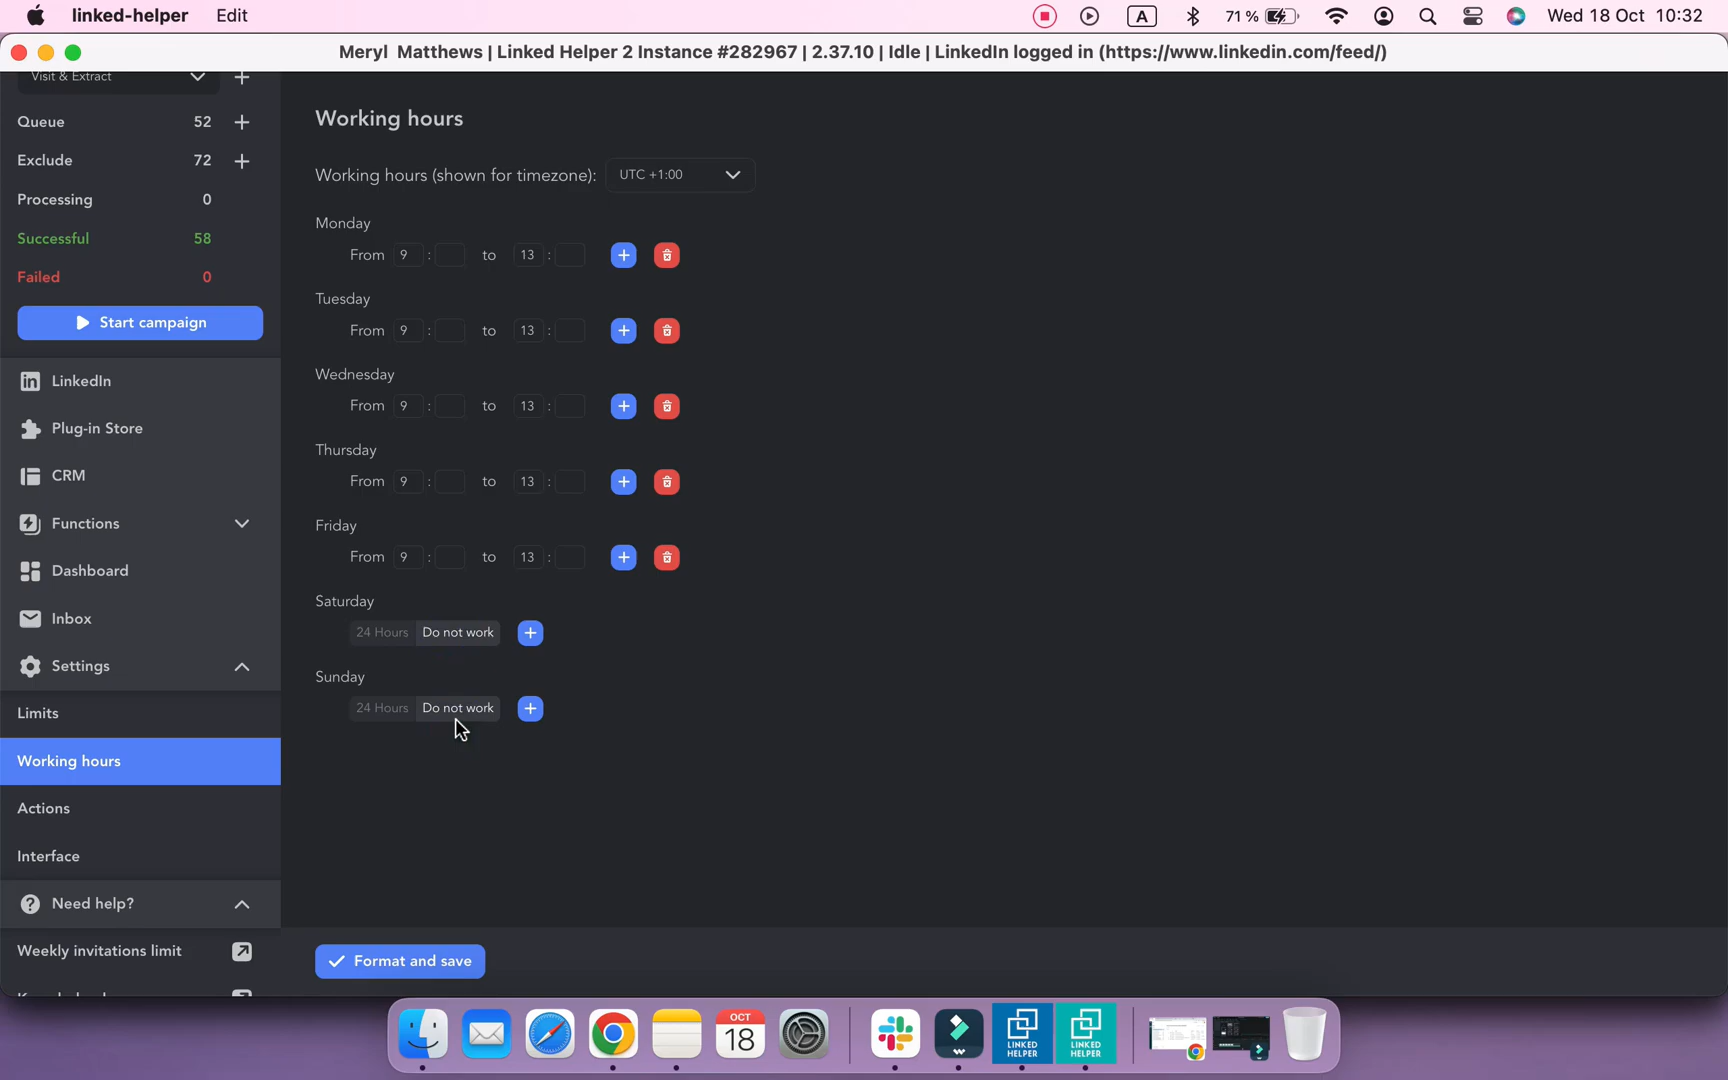 linked-helper Edit
A 71 % Wed 18 Oct 10:32
Meryl Matthews | Linked Helper 2 Instance #282967 | 2.37.10 | Idle | LinkedIn logged in (https://www.linkedin.com/feed/)
Visit & Extract
Queue 52
Exclude 72
Processing 0
Successful 58
Failed 0
Start campaign
LinkedIn
Plug-in Store
CRM
Functions
Dashboard
Inbox
Settings
Limits
Working hours
Actions
Interface
Need help?
Weekly invitations limit
Working hours
Working hours (shown for timezone): UTC +1:00
Monday
From 9 : to 13 :
Tuesday
From 9 : to 13 :
Wednesday
From 9 : to 13 :
Thursday
From 9 : to 13 :
Friday
From 9 : to 13 :
Saturday
24 Hours Do not work
Sunday
24 Hours Do not work
Format and save
OCT
18
LINKED
HELPER
LINKED
HELPER